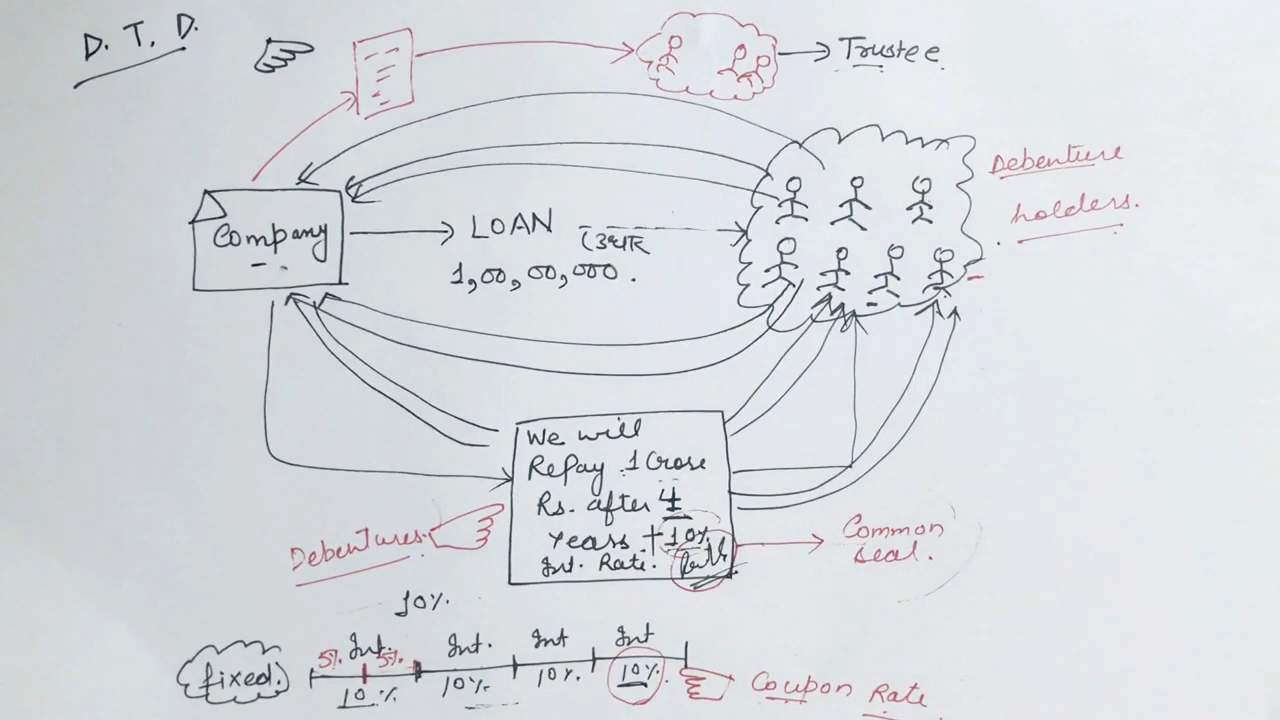 D. T. D.
Trustee.
Debenture
holders.
Company
LOAN
(उधार
1,00,00,000.
We will
Repay 1 Crore
Rs. after 4
years + 10%
Int. Rate.
Debentures.
Common
seal.
10%.
fixed.
Int. Int. Int Int
5%. 5%.
10%. 10%. 10%. 10%.
Coupon Rate